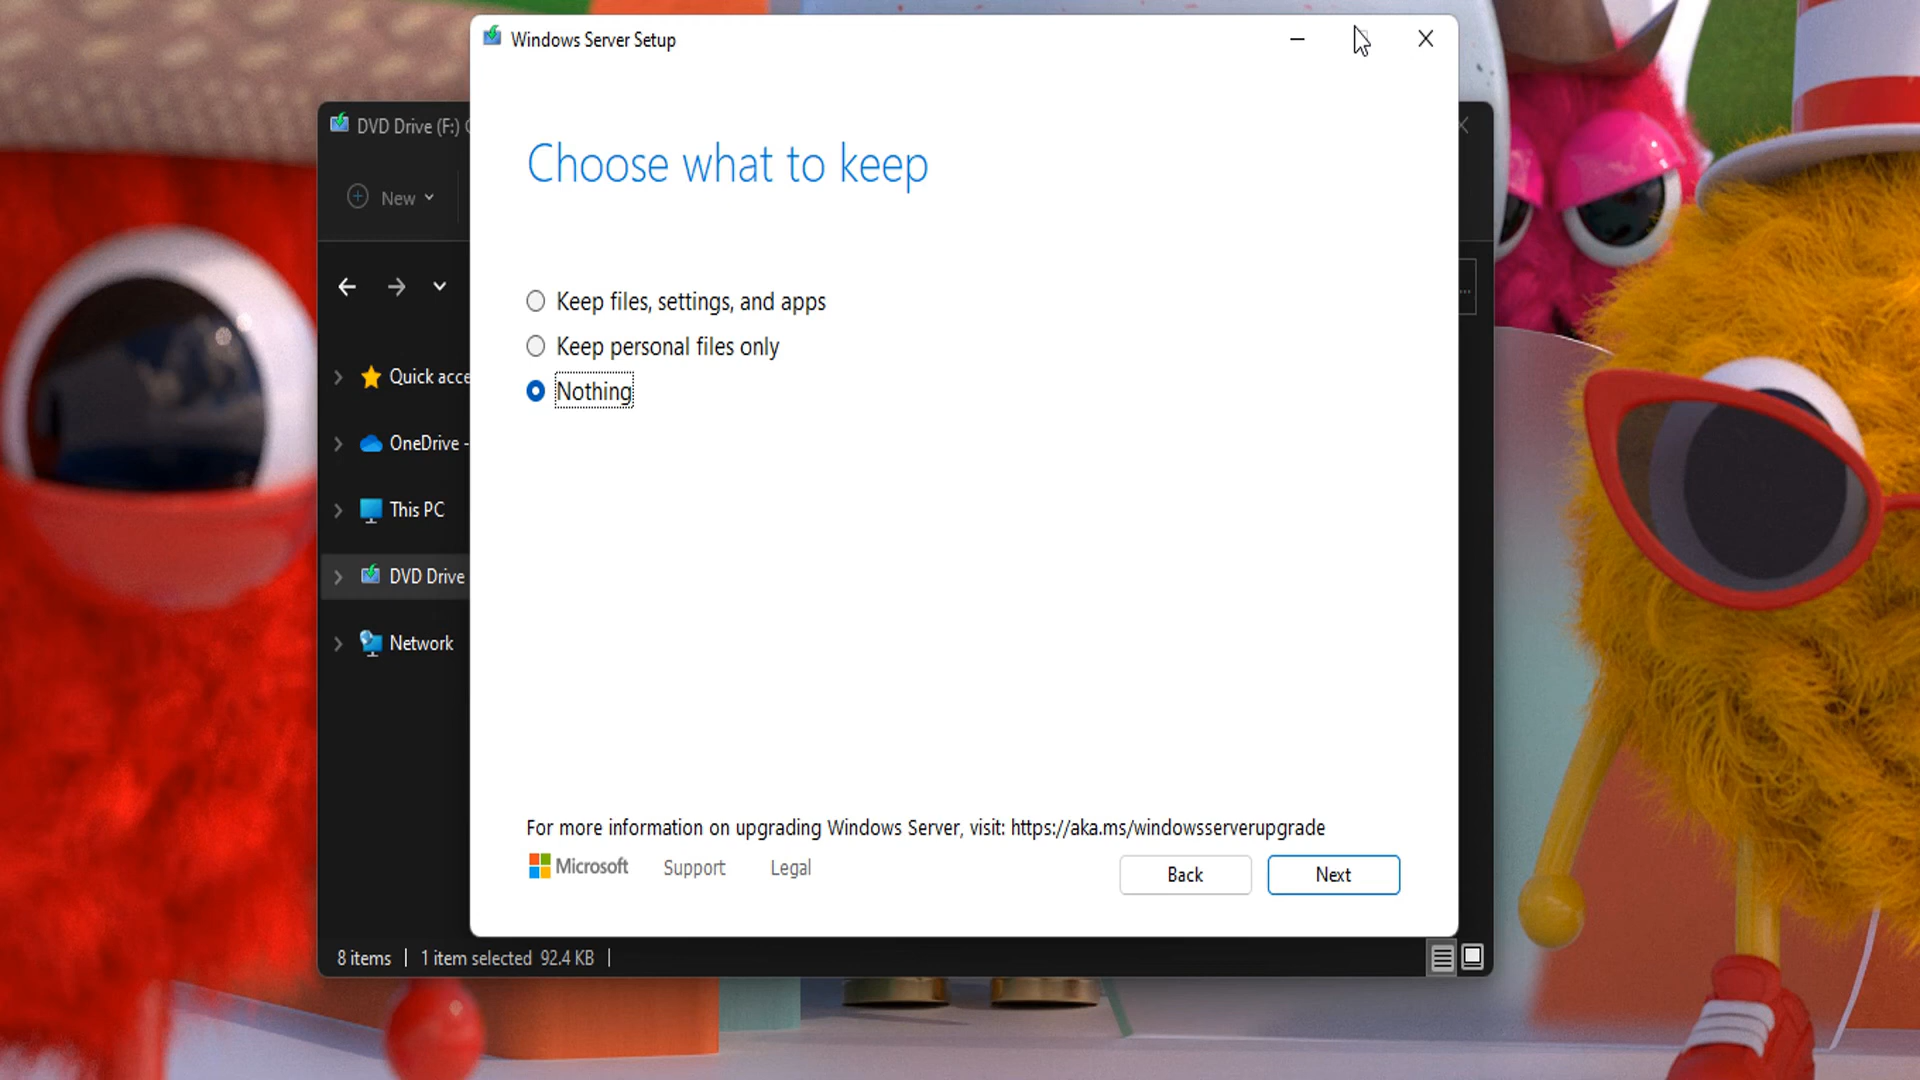 Windows Server Setup
DVD Drive (F:)
New
Choose what to keep
Keep files, settings, and apps
Keep personal files only
Nothing
Quick acce
OneDrive -
This PC
DVD Drive
Network
For more information on upgrading Windows Server, visit: https://aka.ms/windowsserverupgrade
Microsoft Support Legal
Back Next
8 items 1 item selected 92.4 KB